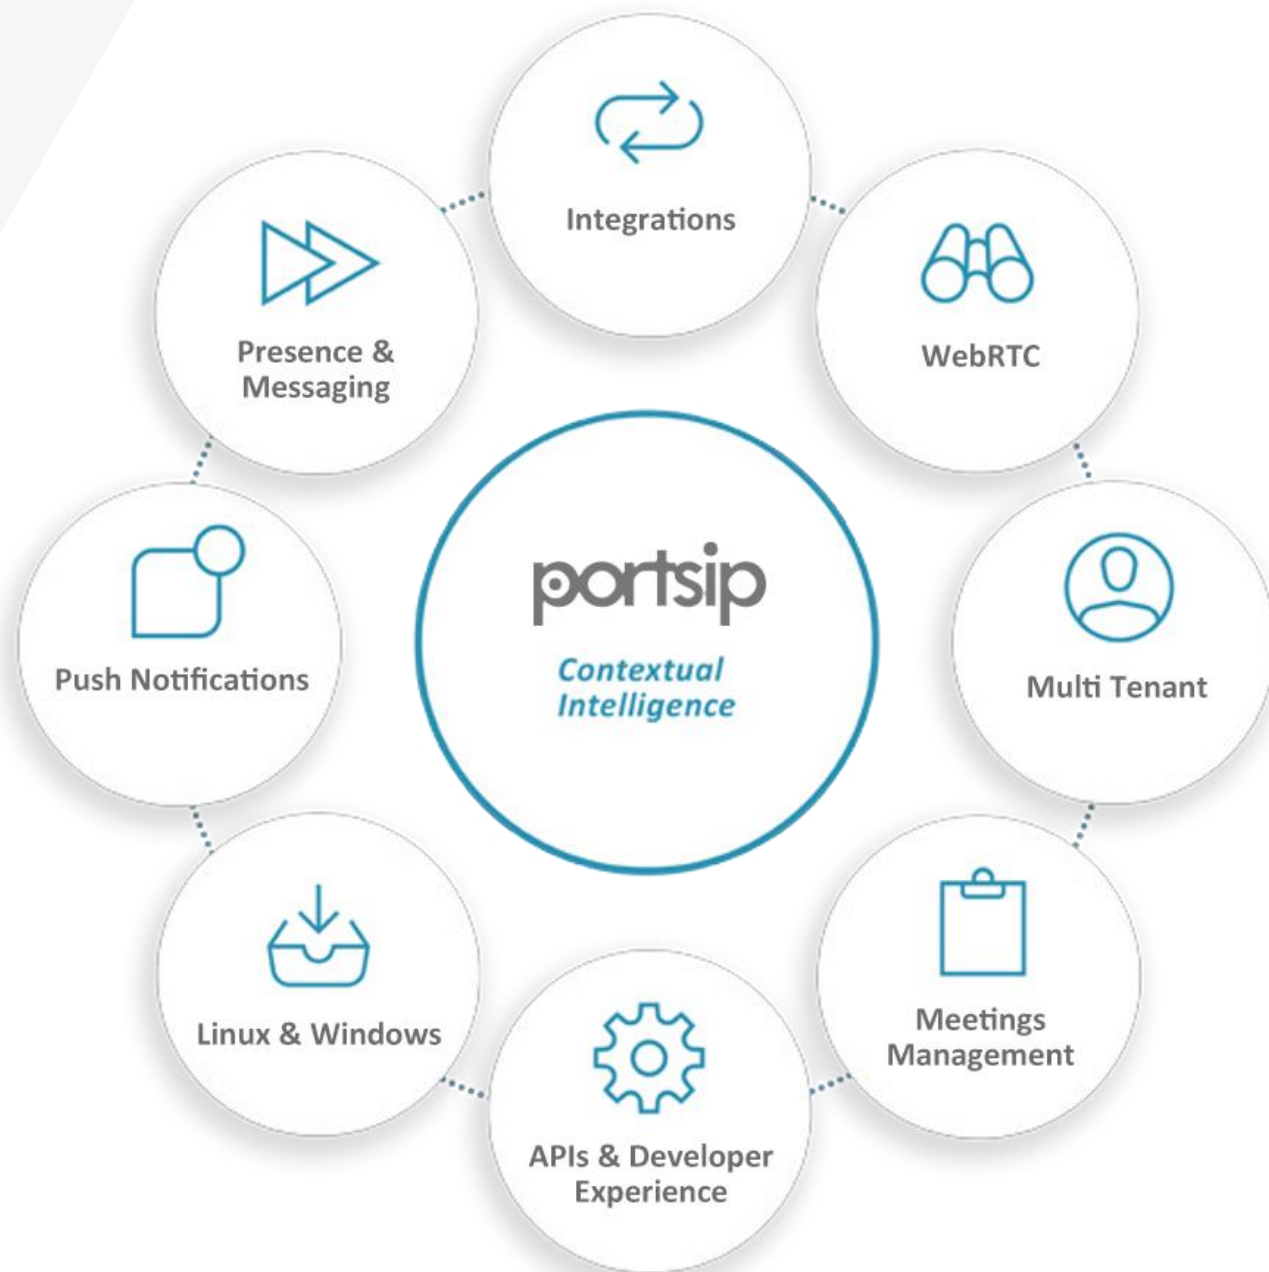 Integrations
WebRTC
Presence &
Messaging
portsip
Contextual
Intelligence
Push Notifications
Multi Tenant
Linux & Windows
Meetings
Management
APIs & Developer
Experience